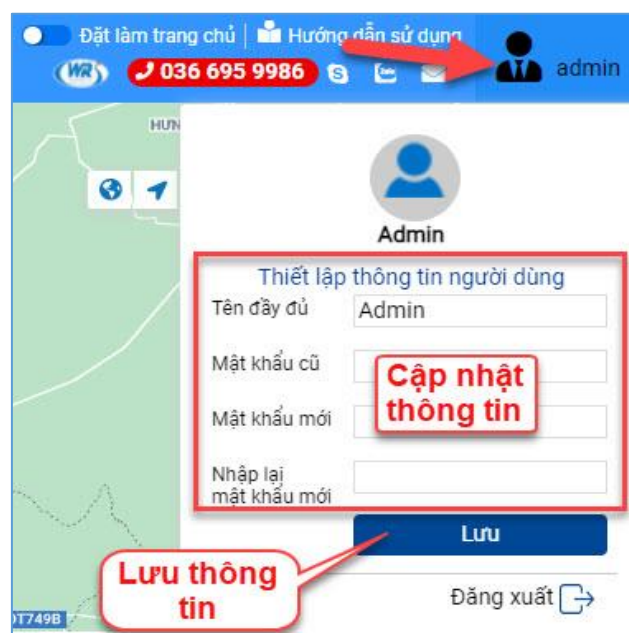 Đặt làm trang chủ | Hướng dẫn sử dụng
WR 036 695 9986 S Zalo admin
HƯN
Admin
Thiết lập thông tin người dùng
Tên đầy đủ Admin
Mật khẩu cũ
Cập nhật
thông tin
Mật khẩu mới
Nhập lại
mật khẩu mới
Lưu
Lưu thông
tin
Đăng xuất
DT749B